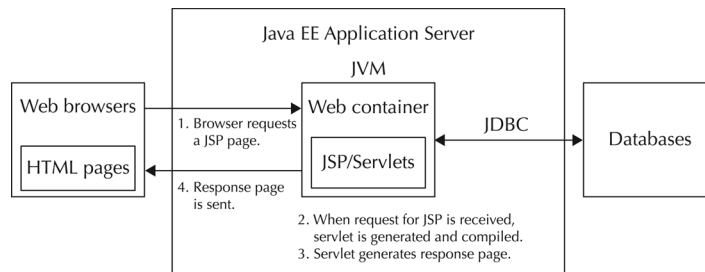 Java EE Application Server
JVM
Web browsers
HTML pages
1. Browser requests
a JSP page.
Web container
JSP/Servlets
JDBC
Databases
4. Response page
is sent.
2. When request for JSP is received,
servlet is generated and compiled.
3. Servlet generates response page.